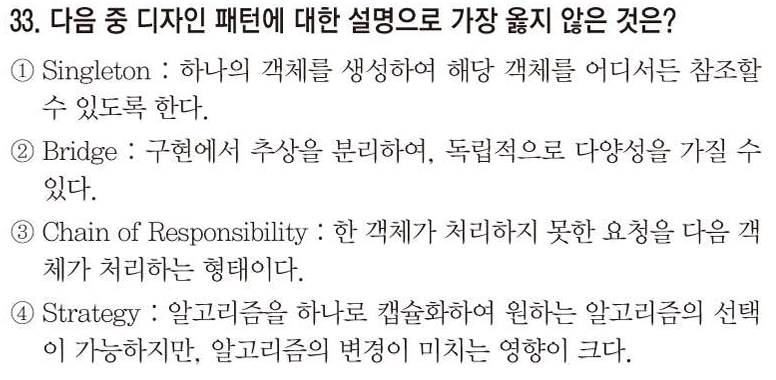 33. 다음 중 디자인 패턴에 대한 설명으로 가장 옳지 않은 것은?
① Singleton : 하나의 객체를 생성하여 해당 객체를 어디서든 참조할
수 있도록 한다.
② Bridge : 구현에서 추상을 분리하여, 독립적으로 다양성을 가질 수
있다.
③ Chain of Responsibility : 한 객체가 처리하지 못한 요청을 다음 객
체가 처리하는 형태이다.
④ Strategy : 알고리즘을 하나로 캡슐화하여 원하는 알고리즘의 선택
이 가능하지만, 알고리즘의 변경이 미치는 영향이 크다.